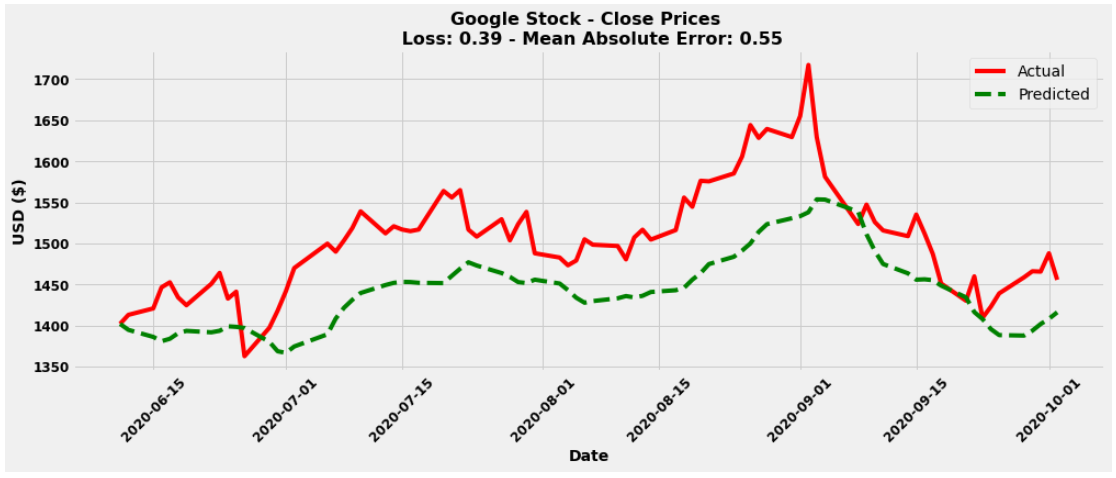 Google Stock - Close Prices
Loss: 0.39 - Mean Absolute Error: 0.55
Actual
Predicted
USD ($)
1700
1650
1600
1550
1500
1450
1400
1350
2020-06-15
2020-07-01
2020-07-15
2020-08-01
2020-08-15
2020-09-01
2020-09-15
2020-10-01
Date